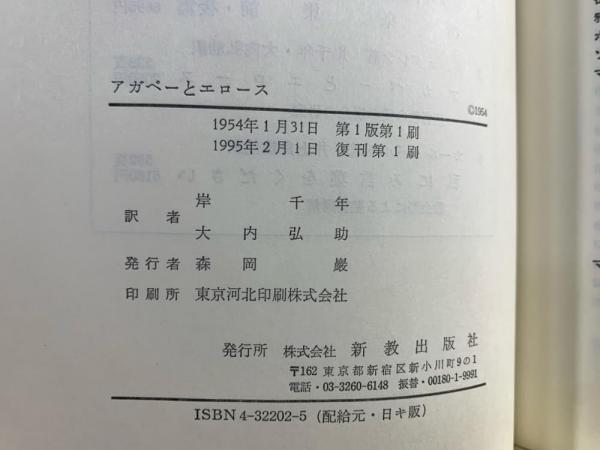 アガペーとエロース
©1954
1954年1月31日 第1版第1刷
1995年2月1日 復刊第1刷
訳者
岸 千年
大内弘助
発行者 森岡巌
印刷所 東京河北印刷株式会社
発行所 株式会社 新教出版社
〒162 東京都新宿区新小川町9の1
電話・03-3260-6148 振替・00180-1-9991
ISBN4-32202-5 (配給元・日キ販)